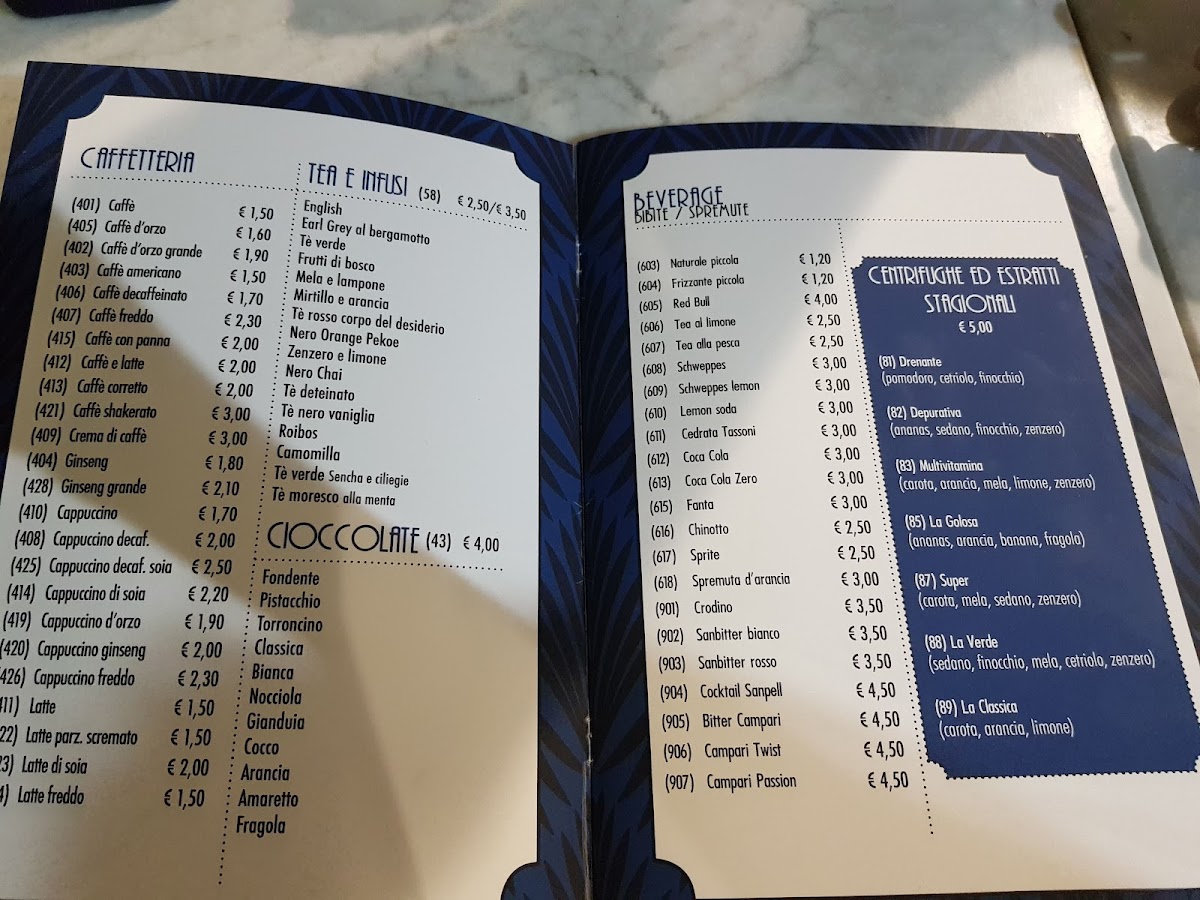 CAFFETTERIA
(401) Caffè € 1,50
(405) Caffè d'orzo € 1,60
(402) Caffè d'orzo grande € 1,90
(403) Caffè americano € 1,50
(406) Caffè decaffeinato € 1,70
(407) Caffè freddo € 2,30
(415) Caffè con panna € 2,00
(412) Caffè e latte € 2,00
(413) Caffè corretto € 2,00
(421) Caffè shakerato € 3,00
(409) Crema di caffè € 3,00
(404) Ginseng € 1,80
(428) Ginseng grande € 2,10
(410) Cappuccino € 1,70
(408) Cappuccino decaf. € 2,00
(425) Cappuccino decaf. soia € 2,50
(414) Cappuccino di soia € 2,20
(419) Cappuccino d'orzo € 1,90
(420) Cappuccino ginseng € 2,00
426) Cappuccino freddo € 2,30
411) Latte € 1,50
22) Latte parz. scremato € 1,50
23) Latte di soia € 2,00
4) Latte freddo € 1,50
TEA E INFUSI (58) € 2,50/€ 3,50
English
Earl Grey al bergamotto
Tè verde
Frutti di bosco
Mela e lampone
Mirtillo e arancia
Tè rosso corpo del desiderio
Nero Orange Pekoe
Zenzero e limone
Nero Chai
Tè deteinato
Tè nero vaniglia
Roibos
Camomilla
Tè verde Sencha e ciliegie
Tè moresco alla menta
CIOCCOLATE (43) € 4,00
Fondente
Pistacchio
Torroncino
Classica
Bianca
Nocciola
Gianduia
Cocco
Arancia
Amaretto
Fragola
BEVERAGE
BIBITE / SPREMUTE
(603) Naturale piccola € 1,20
(604) Frizzante piccola € 1,20
(605) Red Bull € 4,00
(606) Tea al limone € 2,50
(607) Tea alla pesca € 2,50
(608) Schweppes € 3,00
(609) Schweppes lemon € 3,00
(610) Lemon soda € 3,00
(611) Cedrata Tassoni € 3,00
(612) Coca Cola € 3,00
(613) Coca Cola Zero € 3,00
(615) Fanta € 3,00
(616) Chinotto € 2,50
(617) Sprite € 2,50
(618) Spremuta d'arancia € 3,00
(901) Crodino € 3,50
(902) Sanbitter bianco € 3,50
(903) Sanbitter rosso € 3,50
(904) Cocktail Sanpell € 4,50
(905) Bitter Campari € 4,50
(906) Campari Twist € 4,50
(907) Campari Passion € 4,50
CENTRIFUGHE ED ESTRATTI
STAGIONALI
€ 5,00
(81) Drenante
(pomodoro, cetriolo, finocchio)
(82) Depurativa
(ananas, sedano, finocchio, zenzero)
(83) Multivitamina
(carota, arancia, mela, limone, zenzero)
(85) La Golosa
(ananas, arancia, banana, fragola)
(87) Super
(carota, mela, sedano, zenzero)
(88) La Verde
(sedano, finocchio, mela, cetriolo, zenzero)
(89) La Classica
(carota, arancia, limone)